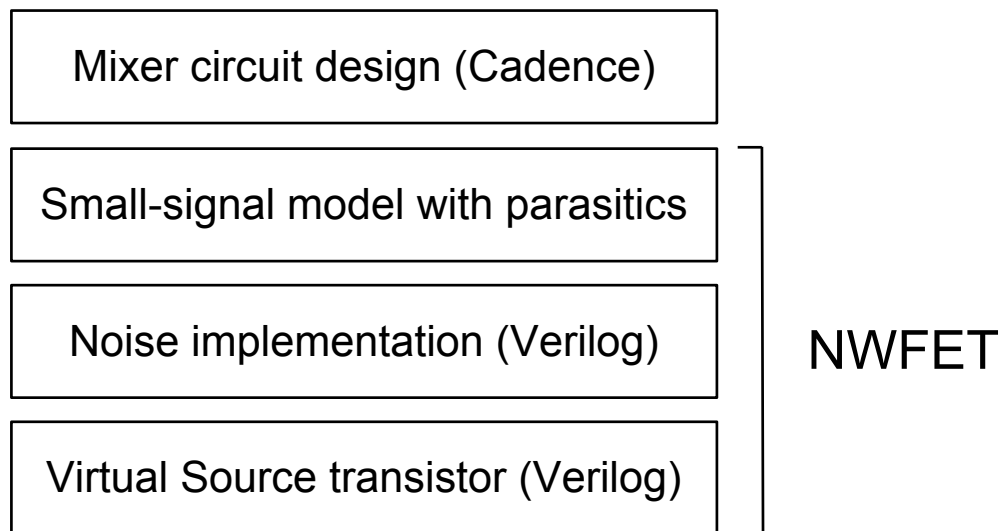 Mixer circuit design (Cadence)
Small-signal model with parasitics
Noise implementation (Verilog)
NWFET
Virtual Source transistor (Verilog)